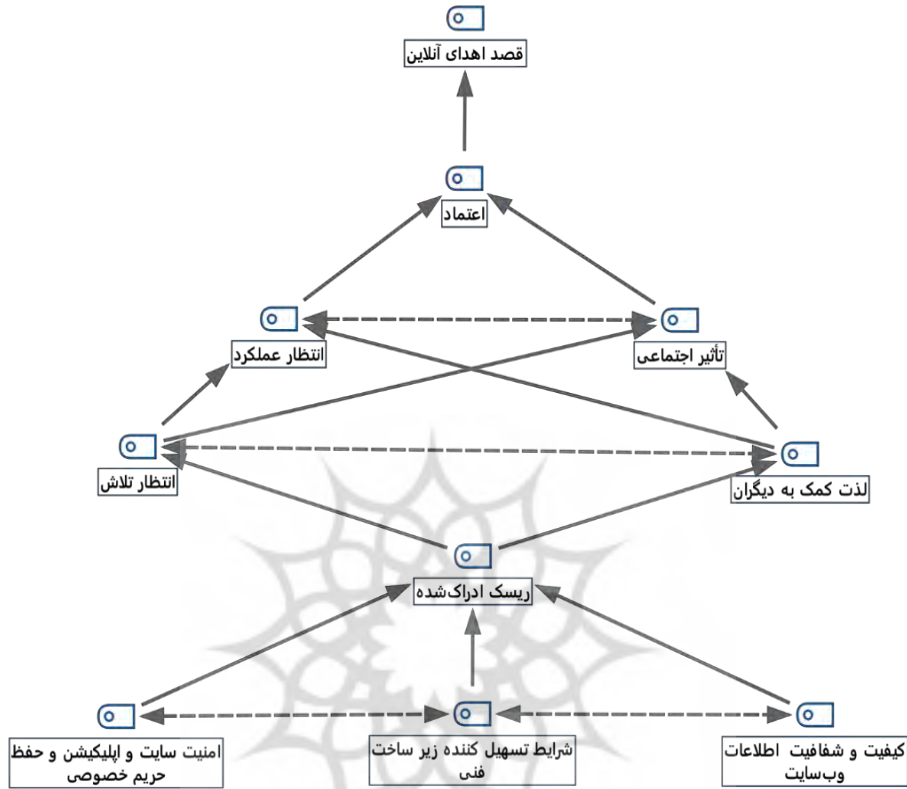 قصد اهدای آنلاین
اعتماد
تأثیر اجتماعی
انتظار عملکرد
لذت کمک به دیگران
انتظار تلاش
ریسک ادراک‌شده
کیفیت و شفافیت اطلاعات
وب‌سایت
شرایط تسهیل کننده زیر ساخت
فنی
امنیت سایت و اپلیکیشن و حفظ
حریم خصوصی